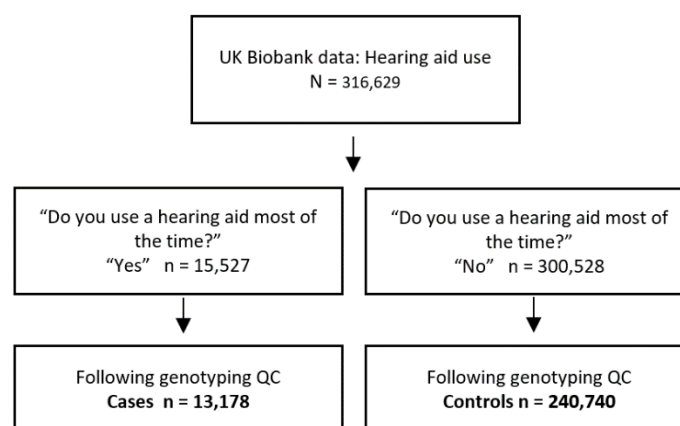 UK Biobank data: Hearing aid use
N = 316,629
“Do you use a hearing aid most of
the time?”
“Yes”   n = 15,527
“Do you use a hearing aid most of
the time?”
“No”   n = 300,528
Following genotyping QC
Cases  n = 13,178
Following genotyping QC
Controls n = 240,740